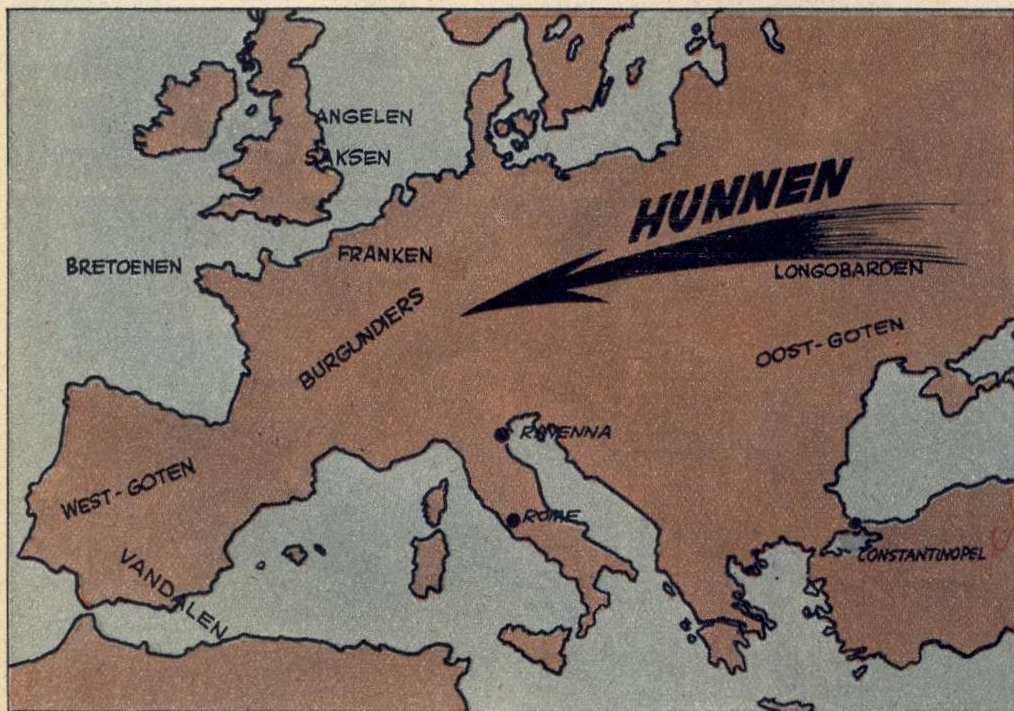 ANGELEN
SAKSEN
HUNNEN
BRETOENEN
FRANKEN
LONGOBARDEN
BURGUNDIERS
OOST-GOTEN
RAVENNA
WEST-GOTEN
ROME
VANDALEN
CONSTANTINOPEL